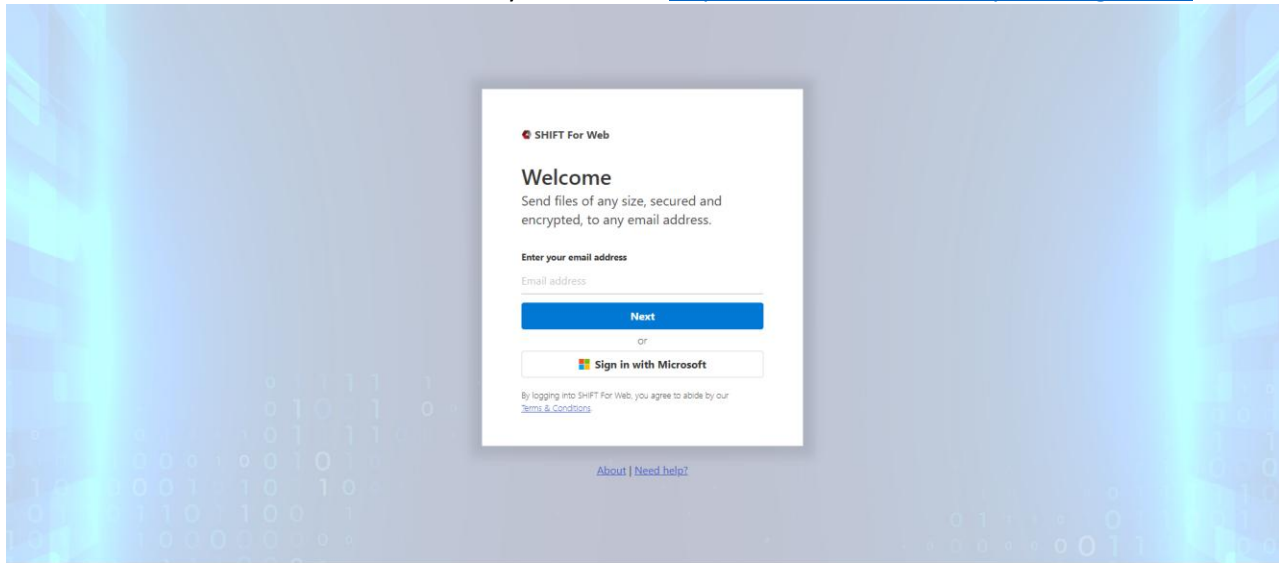 SHIFT For Web
Welcome
Send files of any size, secured and
encrypted, to any email address.
Enter your email address
Email address
Next
or
Sign in with Microsoft
By logging into SHIFT For Web, you agree to abide by our
Terms & Conditions.
About | Need help?